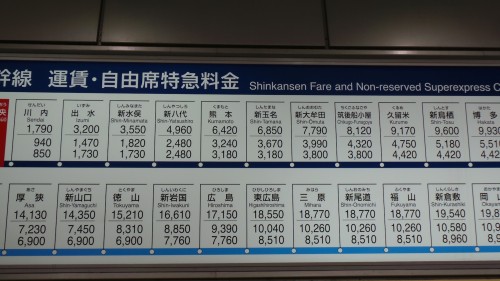 幹線 運賃・自由席特急料金 Shinkansen Fare and Non-reserved Superexpress C
せんだい いずみ しんみなまた しんやつしろ くまもと しんたまな しんおおむた ちくごふなごや くるめ しんとす はかた
川内 出水 新水俣 新八代 熊本 新玉名 新大牟田 筑後船小屋 久留米 新鳥栖 博多
Sendai Izumi Shin-Minamata Shin-Yatsushiro Kumamoto Shin-Tamana Shin-Omuta Chikugo-Funagoya Kurume Shin-Tosu Hakata
1,790 3,200 3,550 4,960 6,420 6,850 7,790 8,120 9,170 9,600 9,930
940 1,470 1,820 2,480 3,240 3,670 3,990 4,320 4,750 5,180 5,510
850 1,730 1,730 2,480 3,180 3,180 3,800 3,800 4,420 4,420 4,420
あさ しんやまぐち とくやま しんいわくに ひろしま ひがしひろしま みはら しんおのみち ふくやま しんくらしき
厚狭 新山口 徳山 新岩国 広島 東広島 三原 新尾道 福山 新倉敷 岡
Asa Shin-Yamaguchi Tokuyama Shin-Iwakuni Hiroshima Higashi-Hiroshima Mihara Shin-Onomichi Fukuyama Shin-Kurashiki
14,130 14,350 15,210 16,610 17,150 18,550 18,770 18,770 18,770 19,540 19,8
7,230 7,450 8,310 8,850 9,390 10,040 10,260 10,260 10,260 10,580
6,900 6,900 6,900 7,760 7,760 8,510 8,510 8,510 8,510 8,960